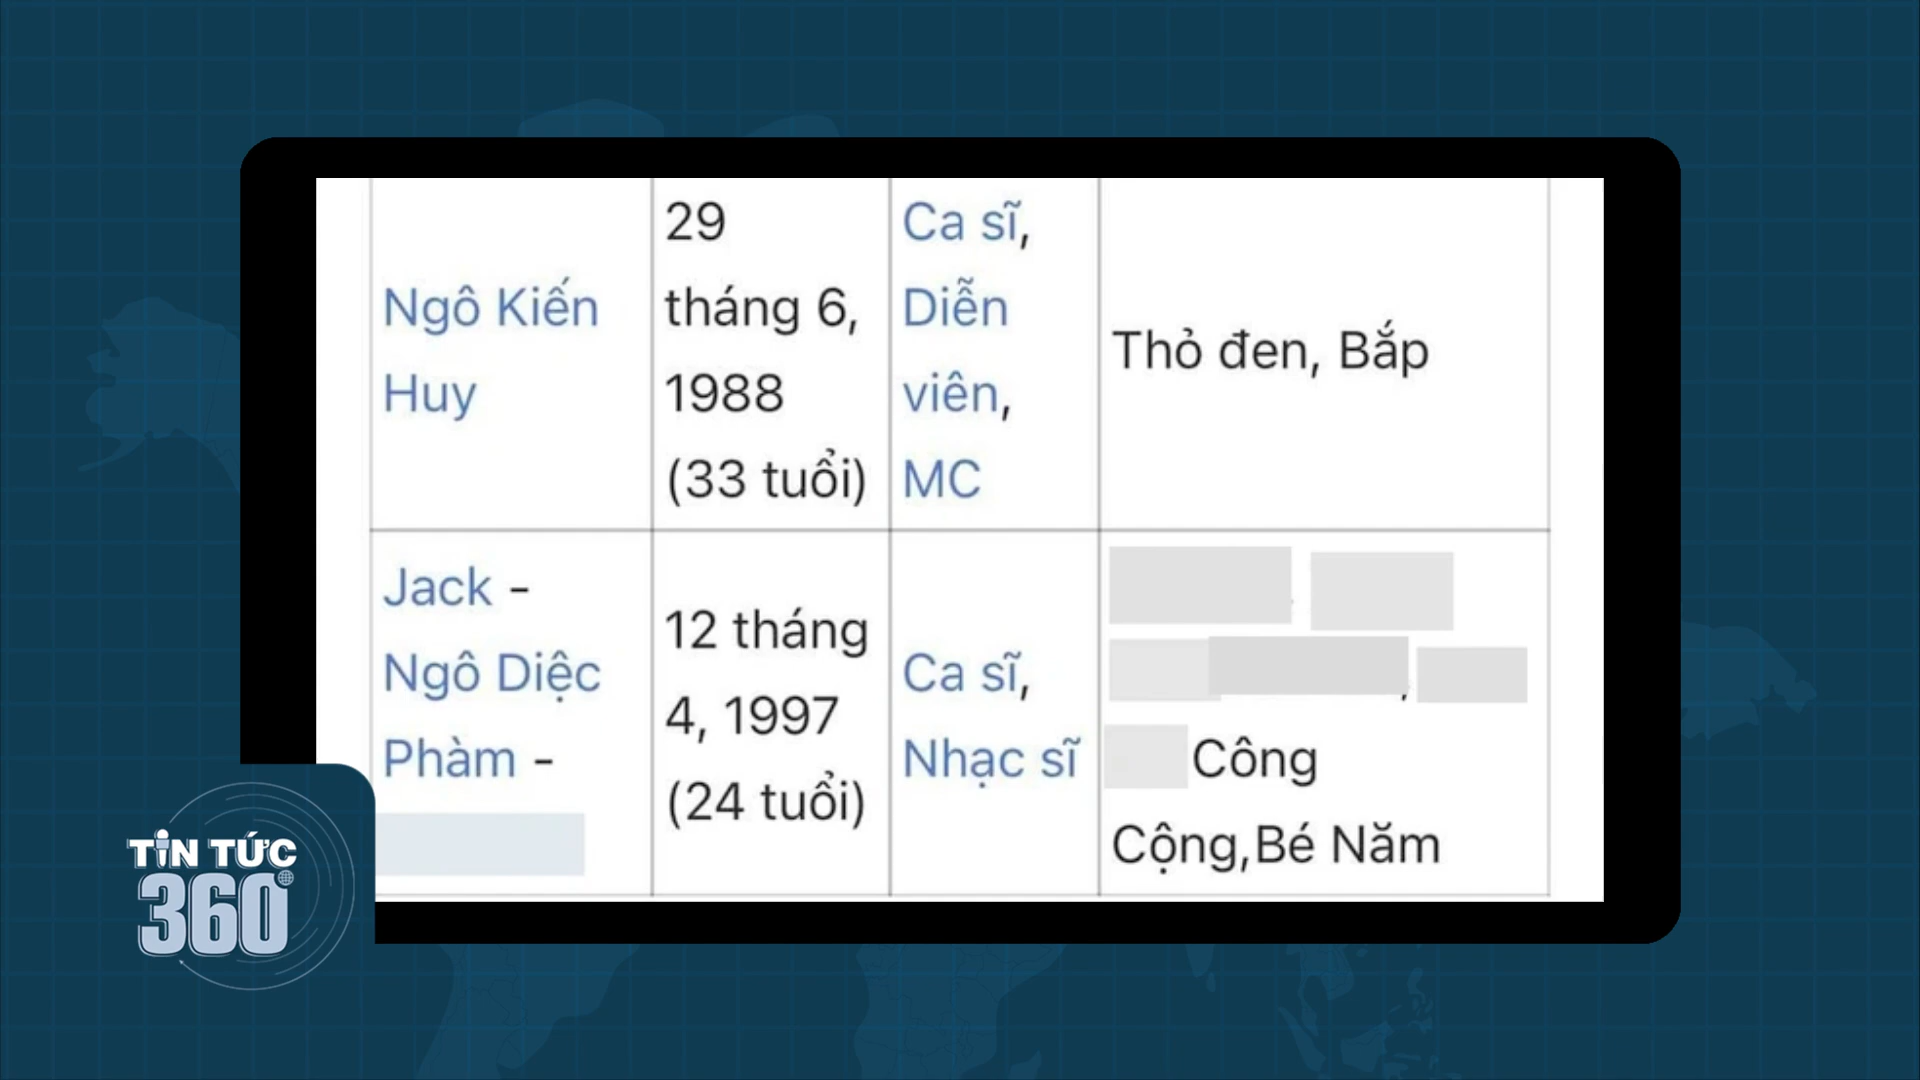 Ngô Kiến
Huy
29
tháng 6,
1988
(33 tuổi)
Ca sĩ,
Diễn
viên,
MC
Thỏ đen, Bắp
Jack -
Ngô Diệc
Phàm -
12 tháng
4, 1997
(24 tuổi)
Ca sĩ,
Nhạc sĩ
Công
Cộng,Bé Năm
TIN TỨC
360°